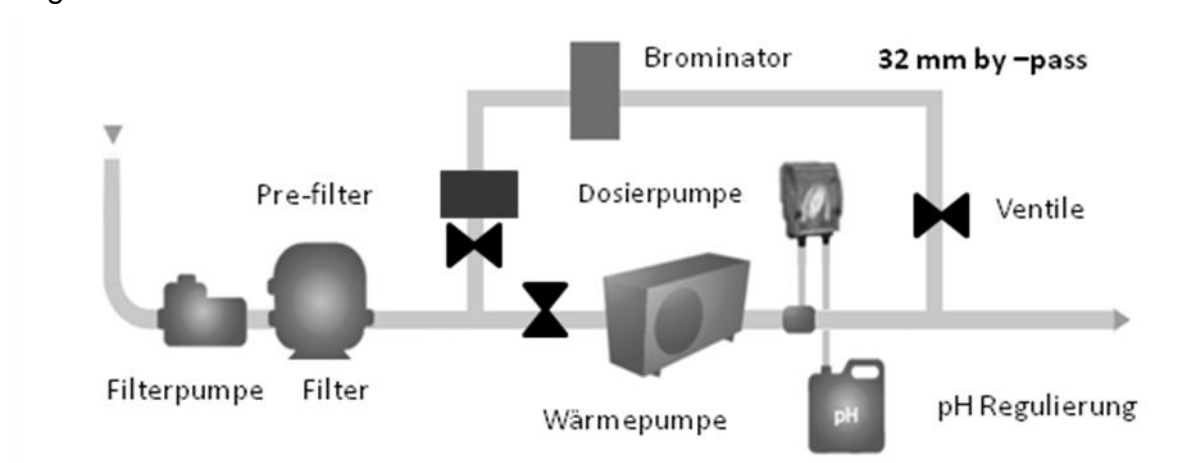 Brominator
32 mm by –pass
Pre-filter
Dosierpumpe
Ventile
Filterpumpe
Filter
Wärmepumpe
pH
pH Regulierung